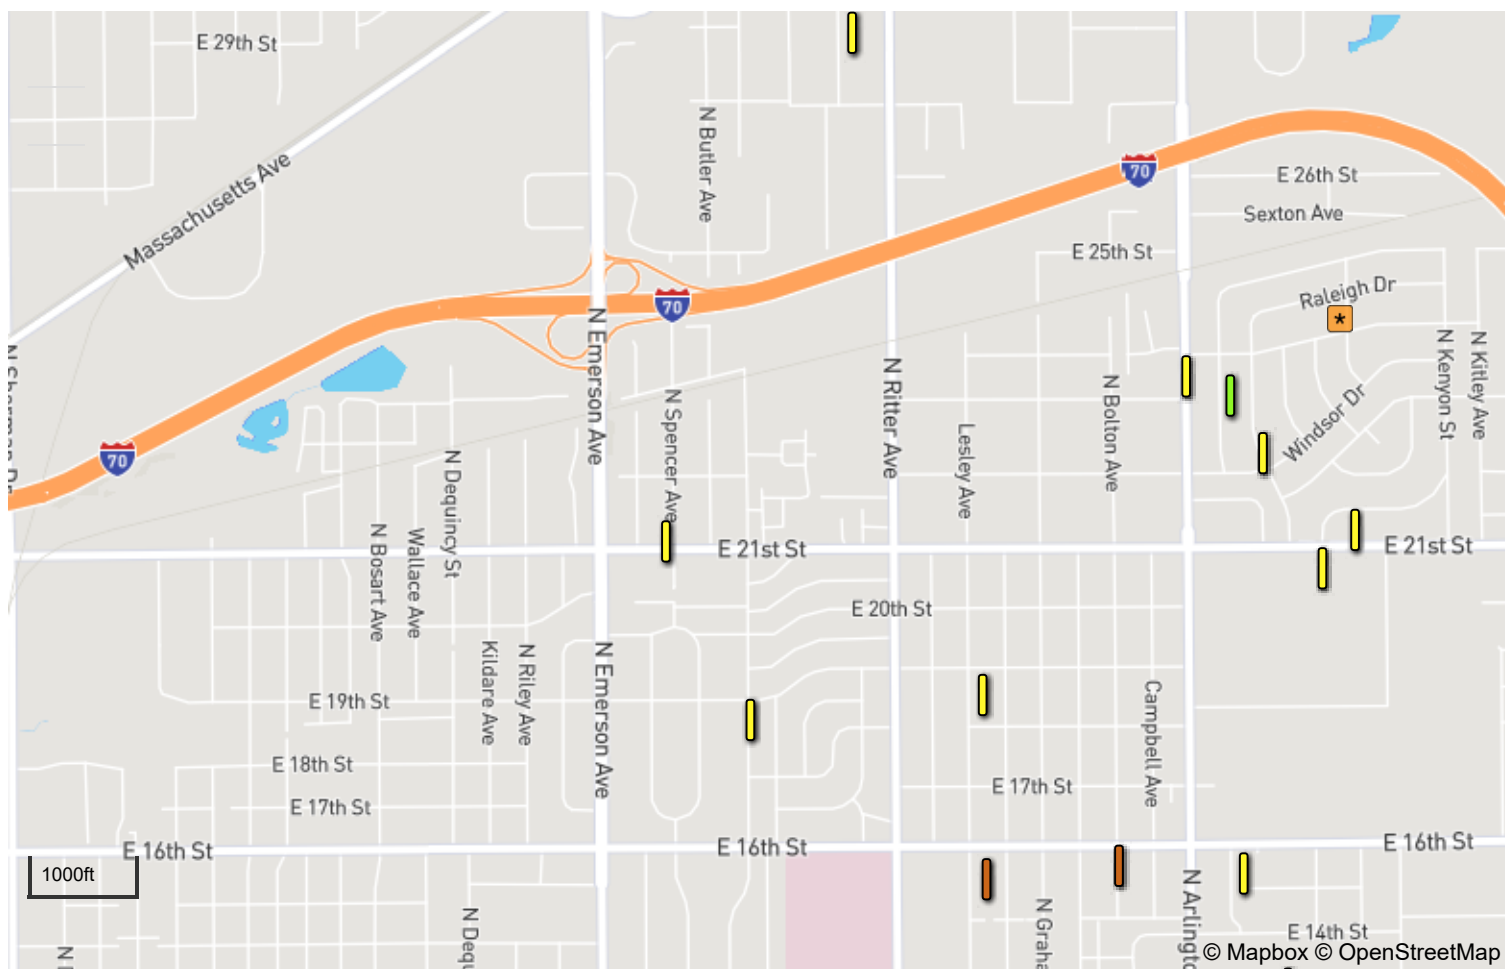 E 29th St
Massachusetts Ave
N Butler Ave
70
E 26th St
Sexton Ave
E 25th St
Raleigh Dr
*
70
N Emerson Ave
N Spencer Ave
N Ritter Ave
Lesley Ave
N Bolton Ave
Windsor Dr
N Kenyon St
N Kitley Ave
70
N Dequincy St
N Bosart Ave
Wallace Ave
E 21st St
E 21st St
E 20th St
Kildare Ave
N Riley Ave
N Emerson Ave
E 19th St
Campbell Ave
E 18th St
E 17th St
E 17th St
E 16th St
E 16th St
E 16th St
1000ft
N Dequ
N Graha
N Arlingto
E 14th St
© Mapbox © OpenStreetMap